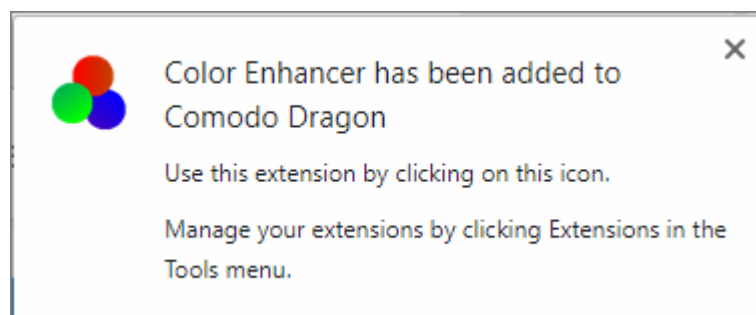 Color Enhancer has been added to
Comodo Dragon
Use this extension by clicking on this icon.
Manage your extensions by clicking Extensions in the
Tools menu.